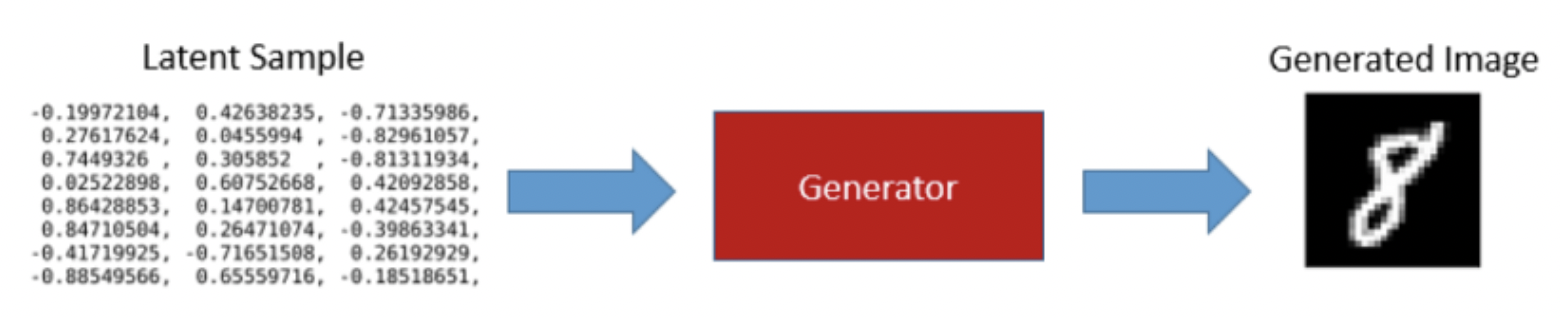 Latent Sample
-0.19972104, 0.42638235, -0.71335986,
0.27617624, 0.0455994 , -0.82961057,
0.7449326 , 0.305852 , -0.81311934,
0.02522898, 0.60752668, 0.42092858,
0.86428853, 0.14700781, 0.42457545,
0.84710504, 0.26471074, -0.39863341,
-0.41719925, -0.71651508, 0.26192929,
-0.88549566, 0.65559716, -0.18518651,
Generator
Generated Image
8